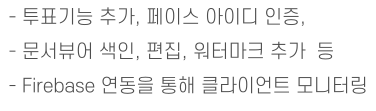 - 투표기능 추가, 페이스 아이디 인증,
- 문서뷰어 색인, 편집, 워터마크 추가 등
- Firebase 연동을 통해 클라이언트 모니터링